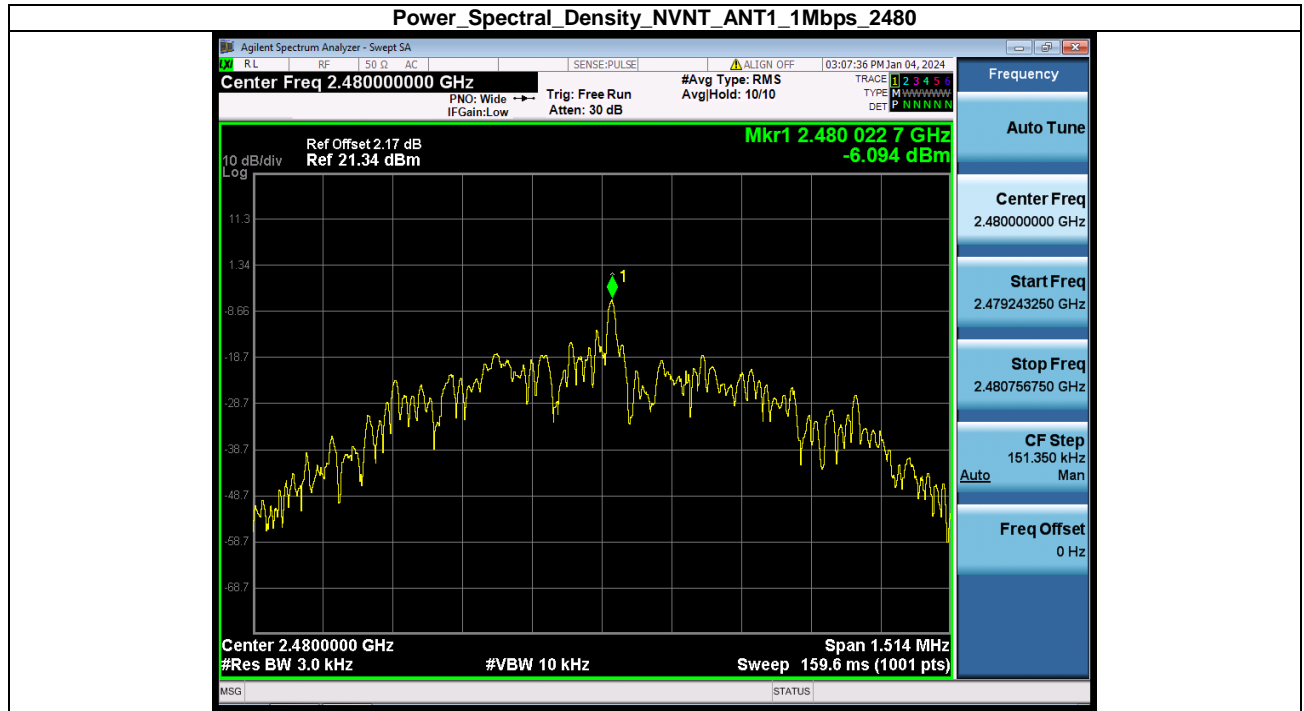 Power_Spectral_Density_NVNT_ANT1_1Mbps_2480
Agilent Spectrum Analyzer - Swept SA
LXI RL RF 50 Ω AC SENSE:PULSE ALIGN OFF 03:07:36 PM Jan 04, 2024
Center Freq 2.480000000 GHz
PNO: Wide
IFGain:Low
Trig: Free Run
Atten: 30 dB
#Avg Type: RMS
Avg|Hold: 10/10
TRACE 1 2 3 4 5 6
TYPE M WWWWW
DET P N N N N N
Ref Offset 2.17 dB
10 dB/div Ref 21.34 dBm
Log
Mkr1 2.480 022 7 GHz
-6.094 dBm
11.3
1.34
-8.66
-18.7
-28.7
-38.7
-48.7
-58.7
-68.7
1
Center 2.4800000 GHz Span 1.514 MHz
#Res BW 3.0 kHz #VBW 10 kHz Sweep 159.6 ms (1001 pts)
MSG STATUS
Frequency
Auto Tune
Center Freq
2.480000000 GHz
Start Freq
2.479243250 GHz
Stop Freq
2.480756750 GHz
CF Step
151.350 kHz
Auto Man
Freq Offset
0 Hz